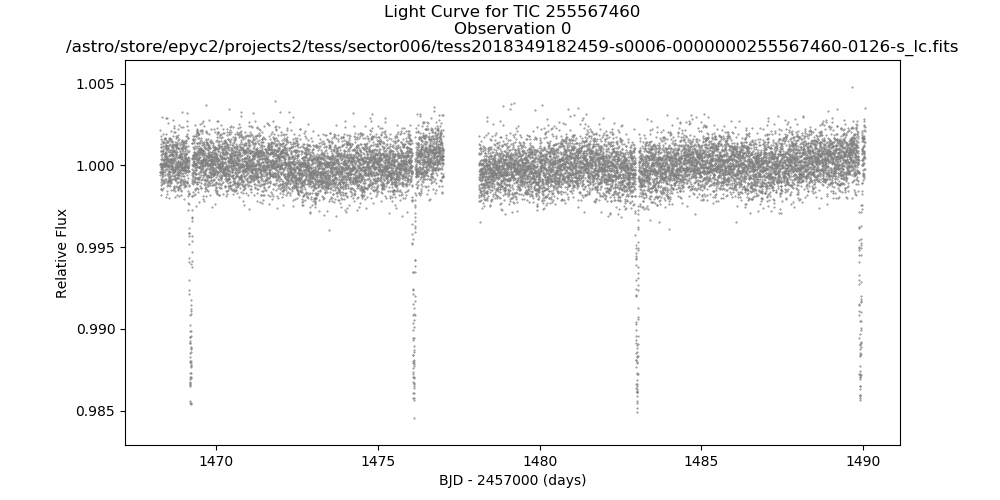 Light Curve for TIC 255567460
Observation 0
/astro/store/epyc2/projects2/tess/sector006/tess2018349182459-s0006-0000000255567460-0126-s_lc.fits
1.005
1.000
0.995
0.990
0.985
Relative Flux
1470
1475
1480
1485
1490
BJD - 2457000 (days)